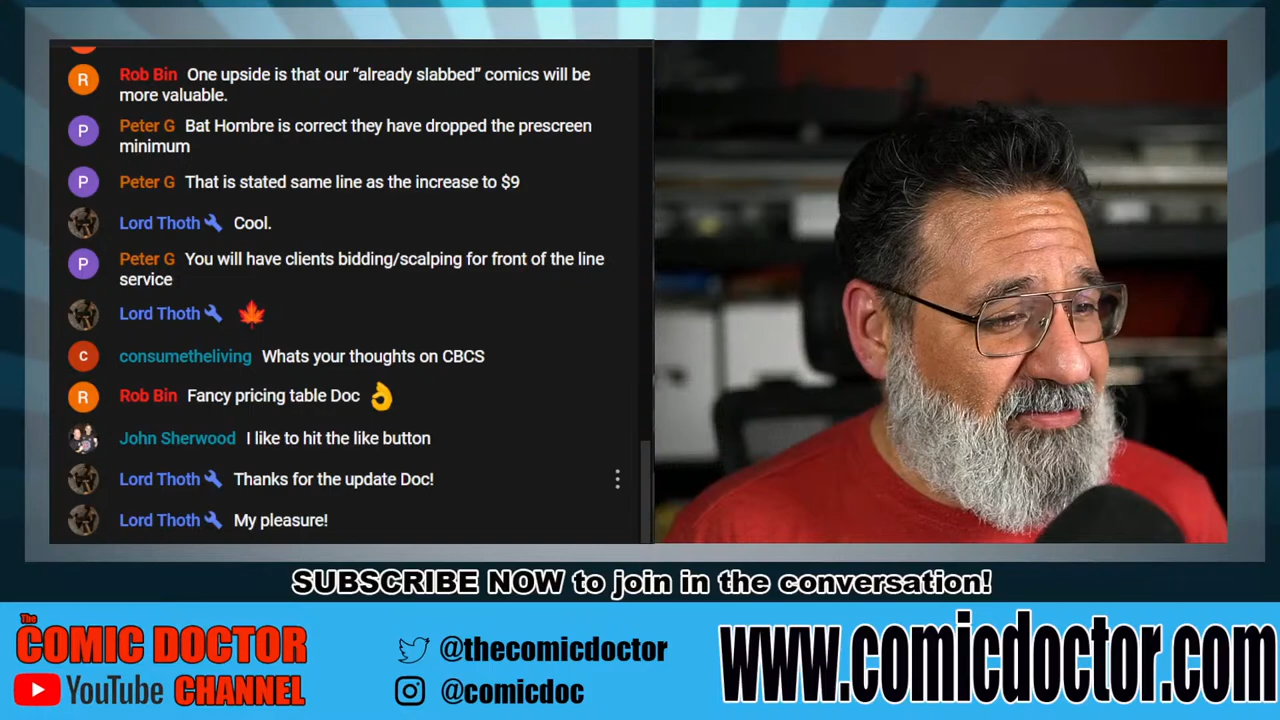 R
Rob Bin One upside is that our “already slabbed” comics will be
more valuable.
P
Peter G Bat Hombre is correct they have dropped the prescreen
minimum
P
Peter G That is stated same line as the increase to $9
Lord Thoth Cool.
P
Peter G You will have clients bidding/scalping for front of the line
service
Lord Thoth 🍁
c
consumetheliving Whats your thoughts on CBCS
R
Rob Bin Fancy pricing table Doc 👌
John Sherwood I like to hit the like button
Lord Thoth Thanks for the update Doc!
Lord Thoth My pleasure!
SUBSCRIBE NOW to join in the conversation!
The
COMIC DOCTOR
YouTube CHANNEL
@thecomicdoctor
@comicdoc
www.comicdoctor.com